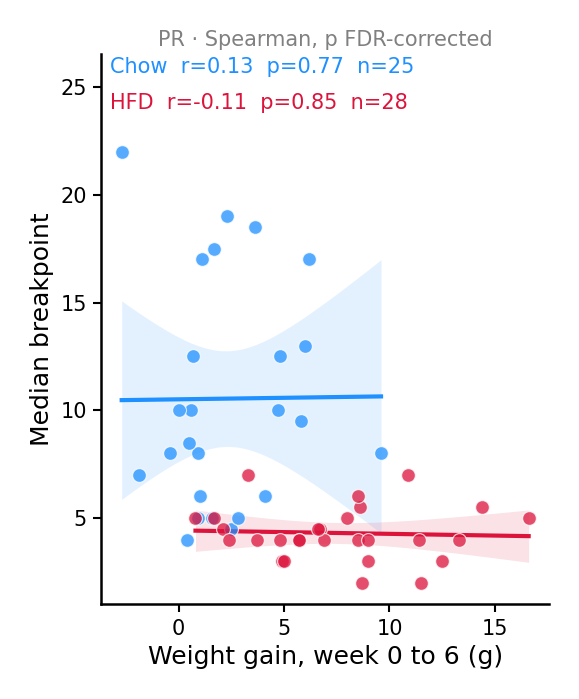 PR · Spearman, p FDR-corrected
Chow  r=0.13  p=0.77  n=25
HFD  r=-0.11  p=0.85  n=28
Median breakpoint
25
20
15
10
5
0 5 10 15
Weight gain, week 0 to 6 (g)